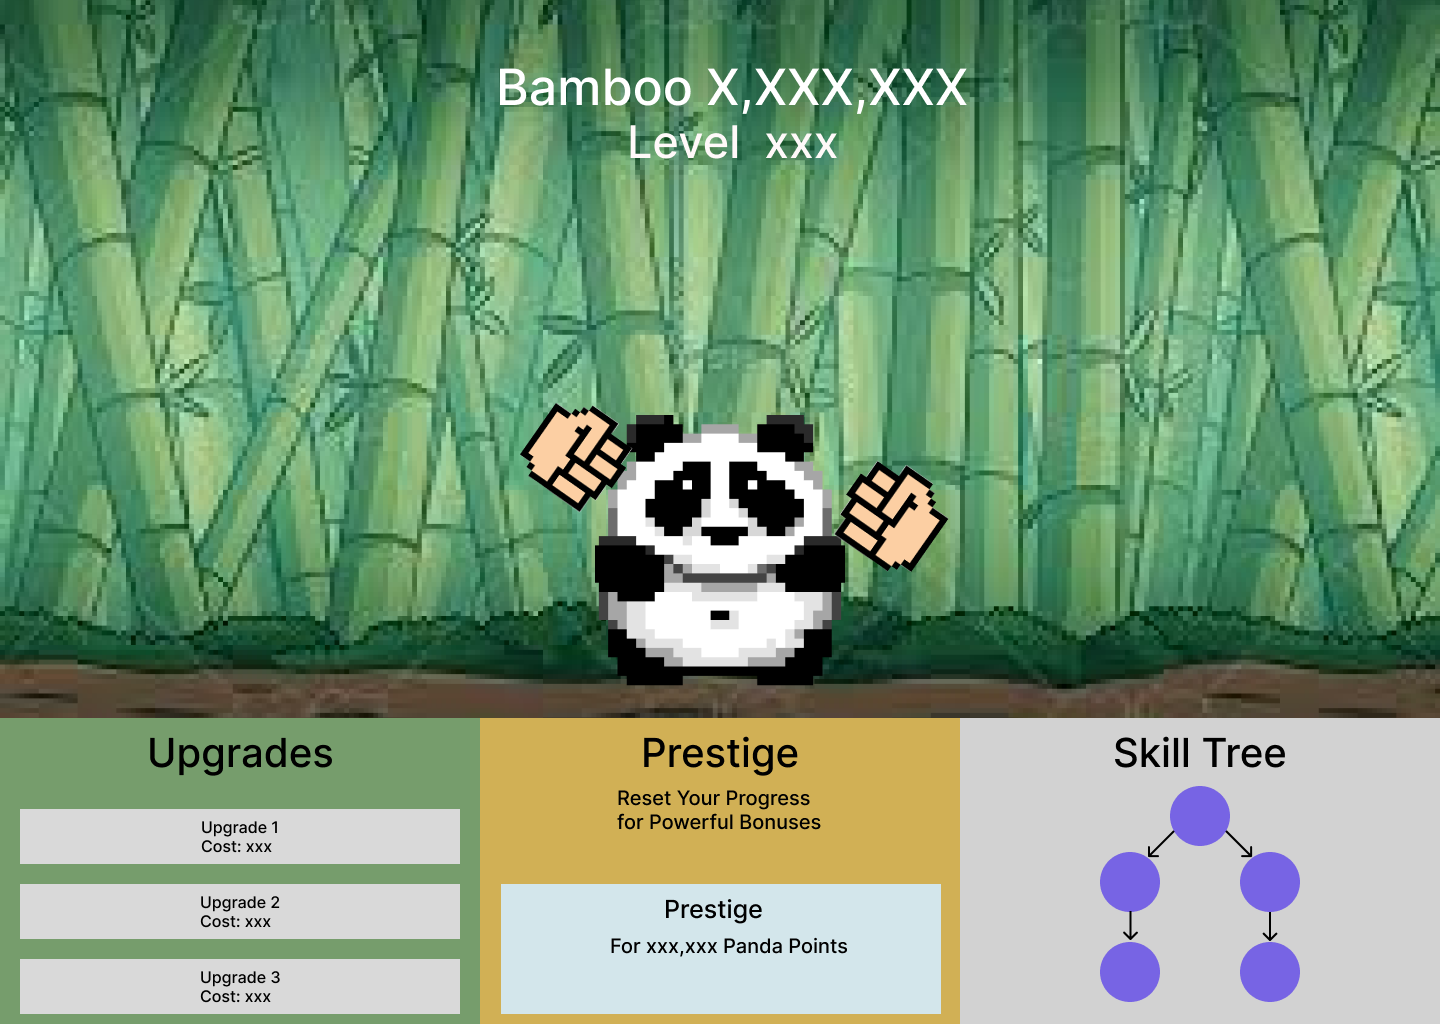 Bamboo X,XXX,XXX
Level xxx
Upgrades
Upgrade 1
Cost: xxx
Upgrade 2
Cost: xxx
Upgrade 3
Cost: xxx
Prestige
Reset Your Progress
for Powerful Bonuses
Prestige
For xxx,xxx Panda Points
Skill Tree